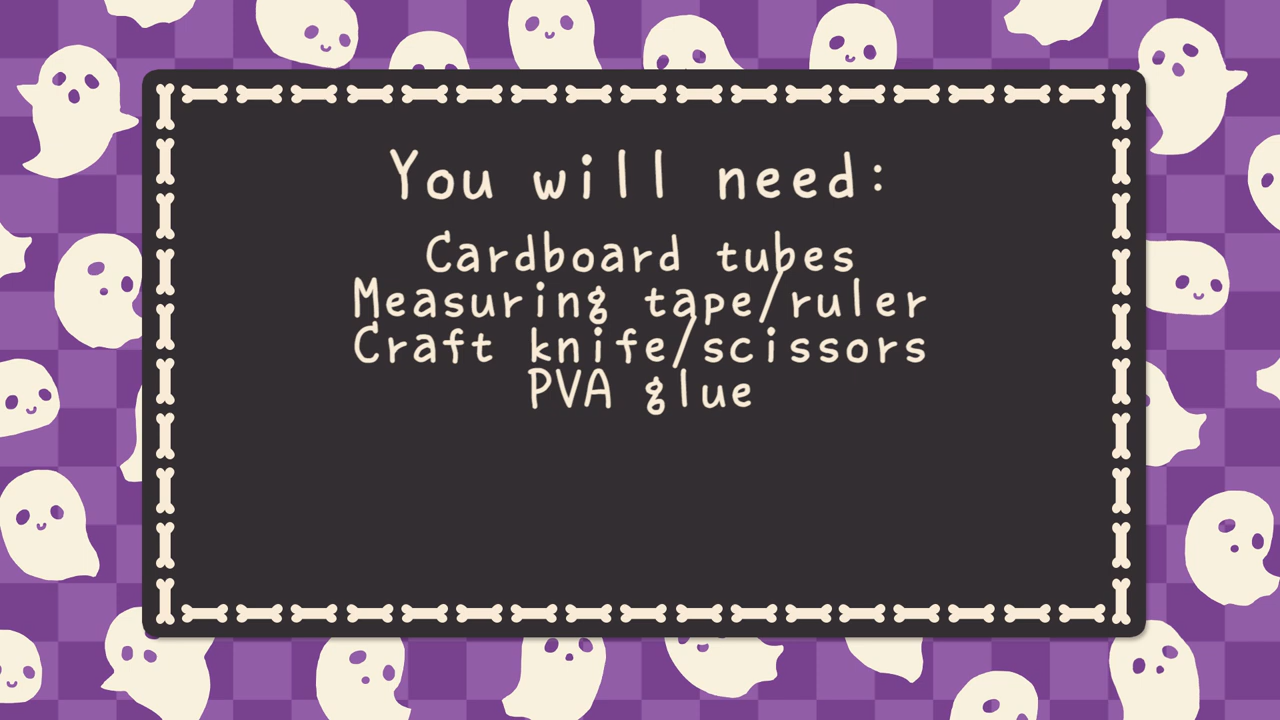 You will need:
Cardboard tubes
Measuring tape/ruler
Craft knife/scissors
PVA glue